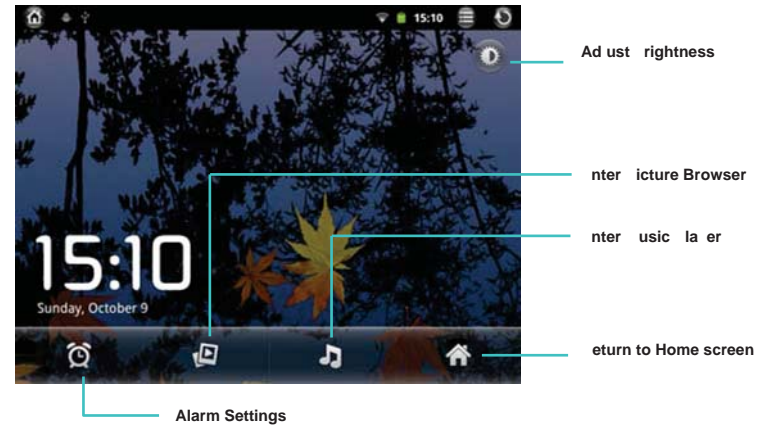 15:10
Ad ust rightness
nter icture Browser
nter usic la er
15:10
Sunday, October 9
eturn to Home screen
Alarm Settings